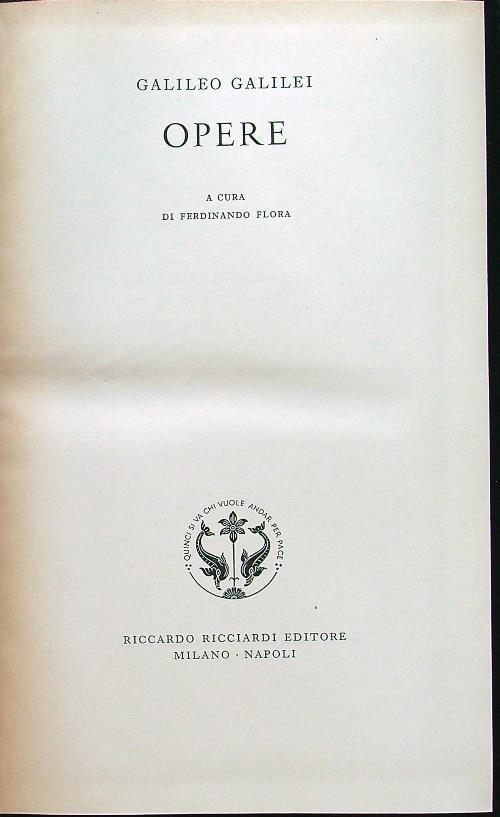 GALILEO GALILEI
OPERE
A CURA
DI FERDINANDO FLORA
QUINCI SI VA CHI VUOLE ANDAR PER PACE
RICCARDO RICCIARDI EDITORE
MILANO · NAPOLI